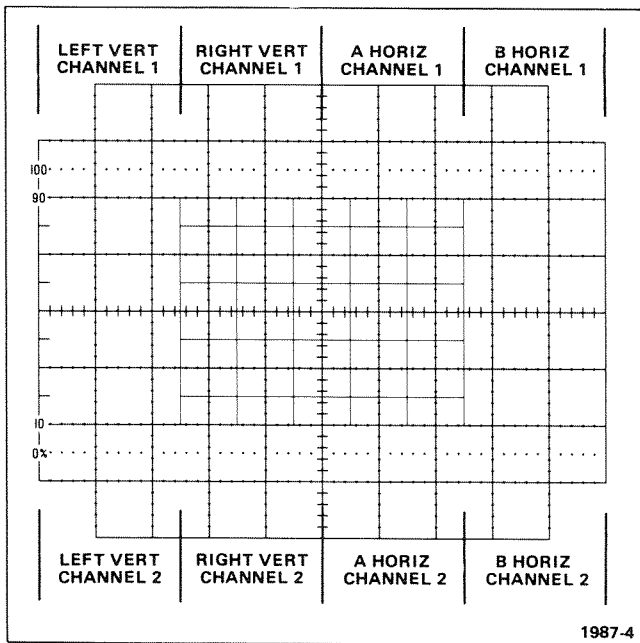 LEFT VERT
CHANNEL 1
RIGHT VERT
CHANNEL 1
A HORIZ
CHANNEL 1
B HORIZ
CHANNEL 1
100
90
10
0%
LEFT VERT
CHANNEL 2
RIGHT VERT
CHANNEL 2
A HORIZ
CHANNEL 2
B HORIZ
CHANNEL 2
1987-4